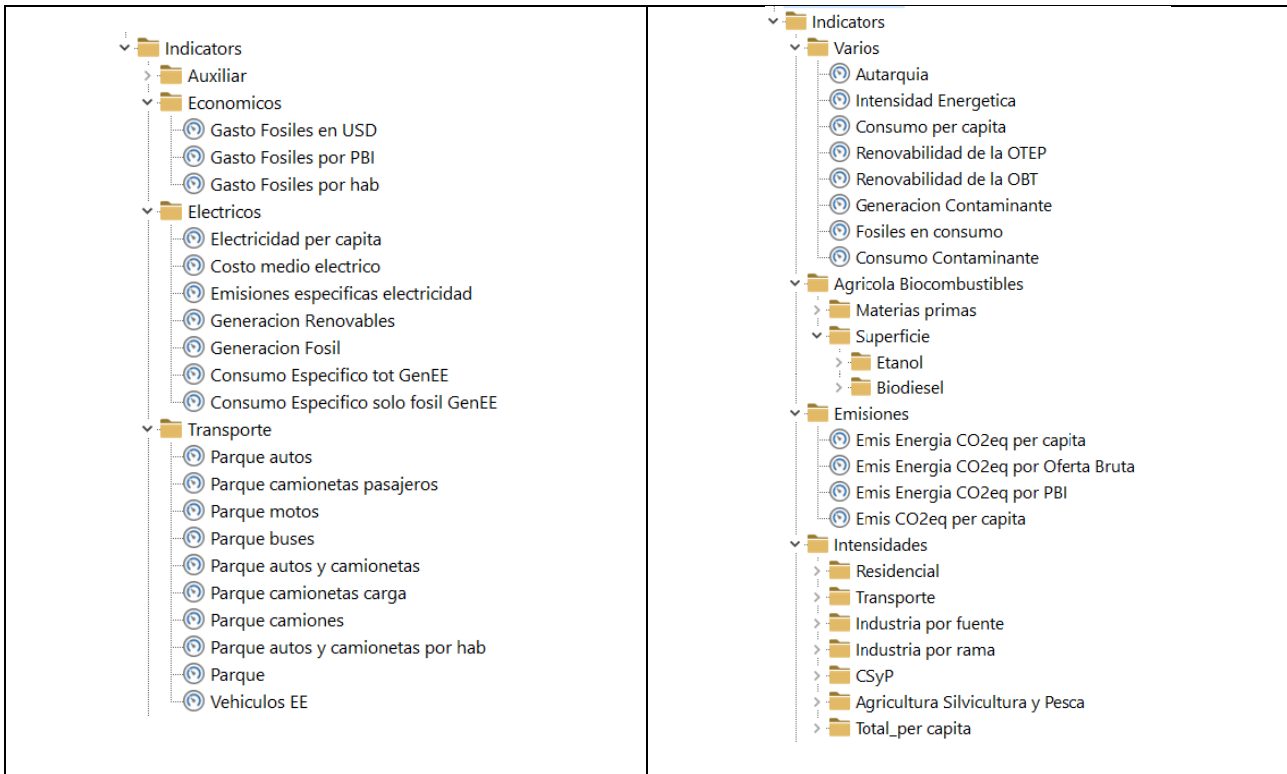 Indicators
Auxiliar
Economicos
Gasto Fosiles en USD
Gasto Fosiles por PBI
Gasto Fosiles por hab
Electricos
Electricidad per capita
Costo medio electrico
Emisiones especificas electricidad
Generacion Renovables
Generacion Fosil
Consumo Especifico tot GenEE
Consumo Especifico solo fosil GenEE
Transporte
Parque autos
Parque camionetas pasajeros
Parque motos
Parque buses
Parque autos y camionetas
Parque camionetas carga
Parque camiones
Parque autos y camionetas por hab
Parque
Vehiculos EE
Indicators
Varios
Autarquia
Intensidad Energetica
Consumo per capita
Renovabilidad de la OTEP
Renovabilidad de la OBT
Generacion Contaminante
Fosiles en consumo
Consumo Contaminante
Agricola Biocombustibles
Materias primas
Superficie
Etanol
Biodiesel
Emisiones
Emis Energia CO2eq per capita
Emis Energia CO2eq por Oferta Bruta
Emis Energia CO2eq por PBI
Emis CO2eq per capita
Intensidades
Residencial
Transporte
Industria por fuente
Industria por rama
CSyP
Agricultura Silvicultura y Pesca
Total_per capita